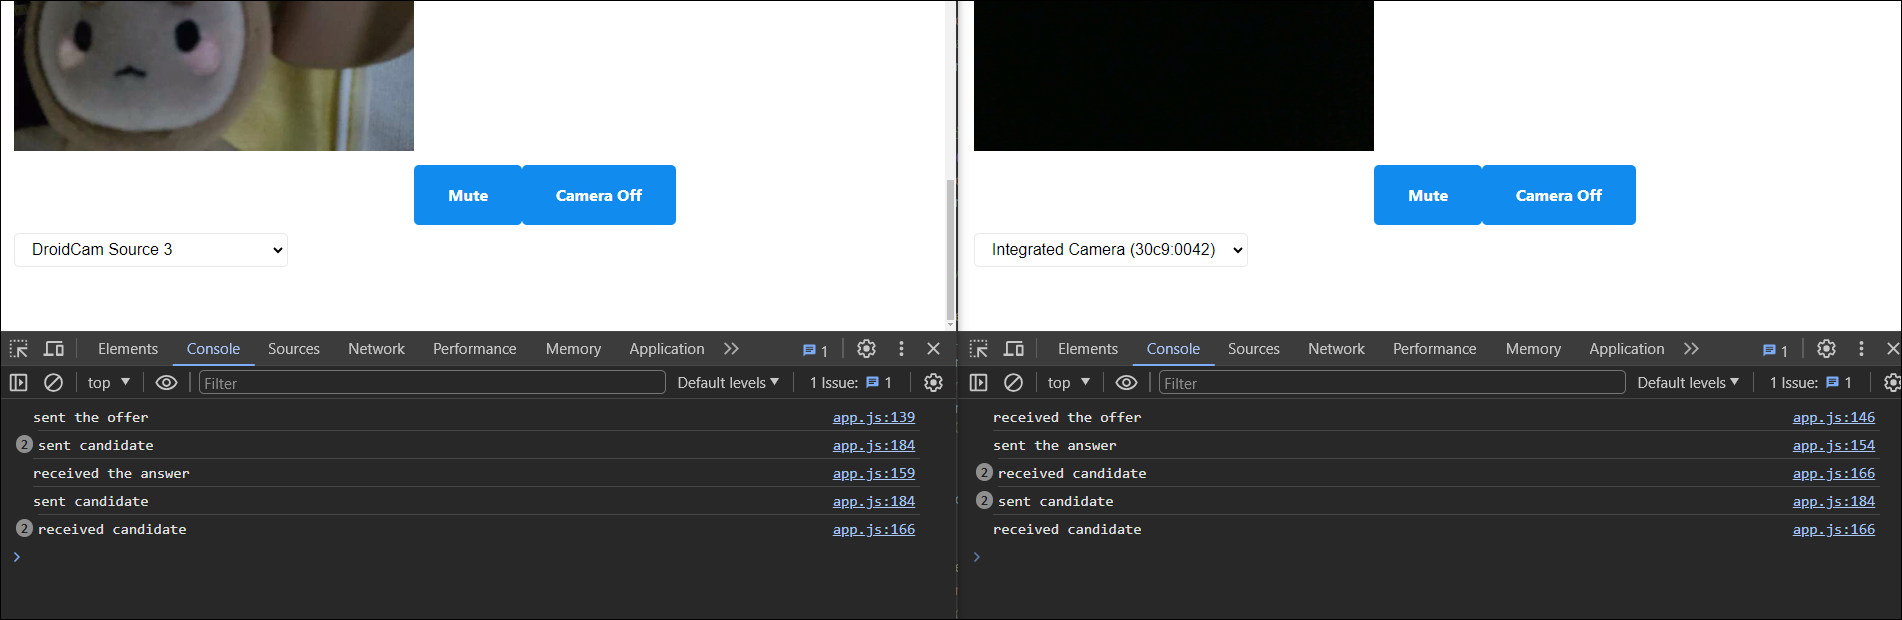 Mute Camera Off
DroidCam Source 3
Elements Console Sources Network Performance Memory Application 1
top Filter Default levels 1 Issue: 1
sent the offer app.js:139
2 sent candidate app.js:184
received the answer app.js:159
sent candidate app.js:184
2 received candidate app.js:166
Mute Camera Off
Integrated Camera (30c9:0042)
Elements Console Sources Network Performance Memory Application 1
top Filter Default levels 1 Issue: 1
received the offer app.js:146
sent the answer app.js:154
2 received candidate app.js:166
2 sent candidate app.js:184
received candidate app.js:166